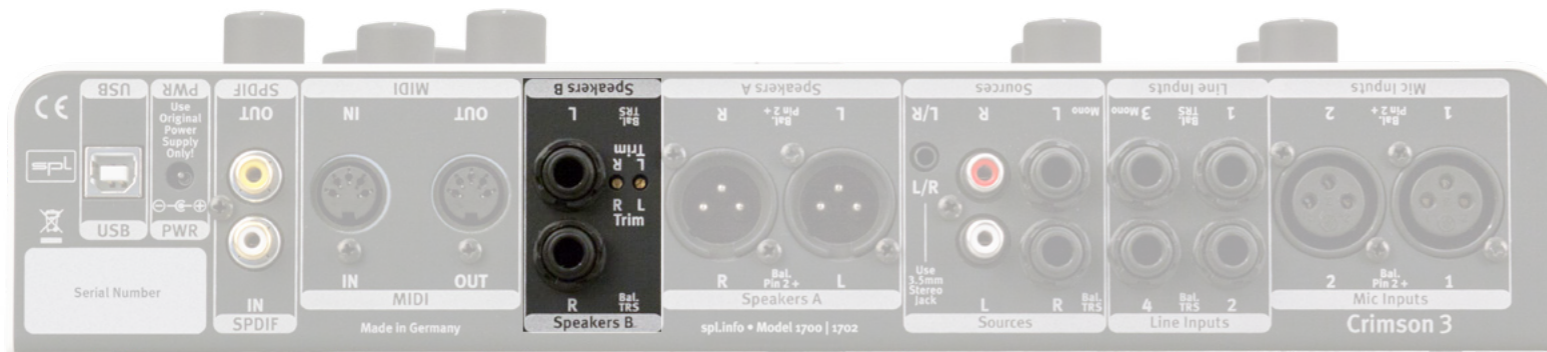 CE
spl
Serial Number
USB
USB
PWR
Use
Original
Power
Supply
Only!
PWR
SPDIF
OUT
IN
SPDIF
MIDI
IN OUT
IN OUT
MIDI
Made in Germany
Speakers B
L Bal.
TRS
Trim
R L
R L
Trim
R Bal.
TRS
Speakers B
Speakers A
R Bal.
Pin 2 +
L
R Bal.
Pin 2 +
L
Speakers A
spl.info • Model 1700 | 1702
Sources
L/R R L Mono
L/R
Use
3.5mm
Stereo
Jack
L R Bal.
TRS
Sources
Line Inputs
Mono 3 Bal.
TRS
1
4 Bal.
TRS
2
Line Inputs
Mic Inputs
2 Bal.
Pin 2 +
1
2 Bal.
Pin 2 +
1
Mic Inputs
Crimson 3